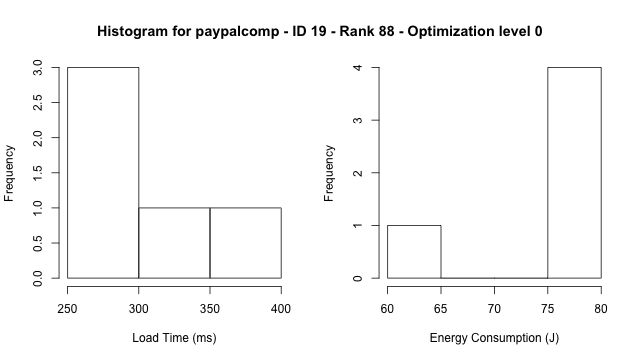 Histogram for paypalcomp - ID 19 - Rank 88 - Optimization level 0
Frequency
3.0
2.5
2.0
1.5
1.0
0.5
0.0
250 300 350 400
Load Time (ms)
Frequency
4
3
2
1
0
60 65 70 75 80
Energy Consumption (J)